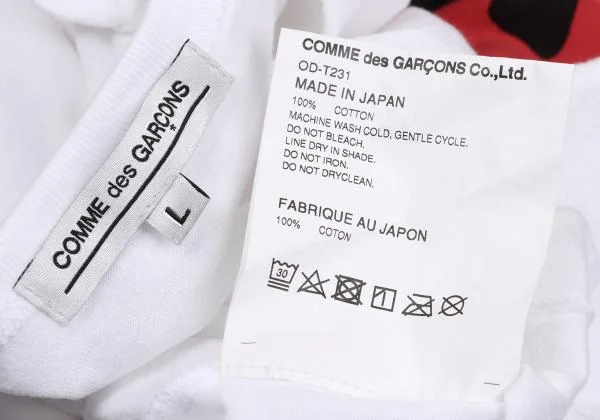 COMME des GARÇONS
*
L
COMME des GARÇONS Co.,Ltd.
OD-T231
MADE IN JAPAN
100% COTTON
MACHINE WASH COLD, GENTLE CYCLE.
DO NOT BLEACH.
LINE DRY IN SHADE.
DO NOT IRON.
DO NOT DRYCLEAN.
FABRIQUE AU JAPON
100% COTON
30